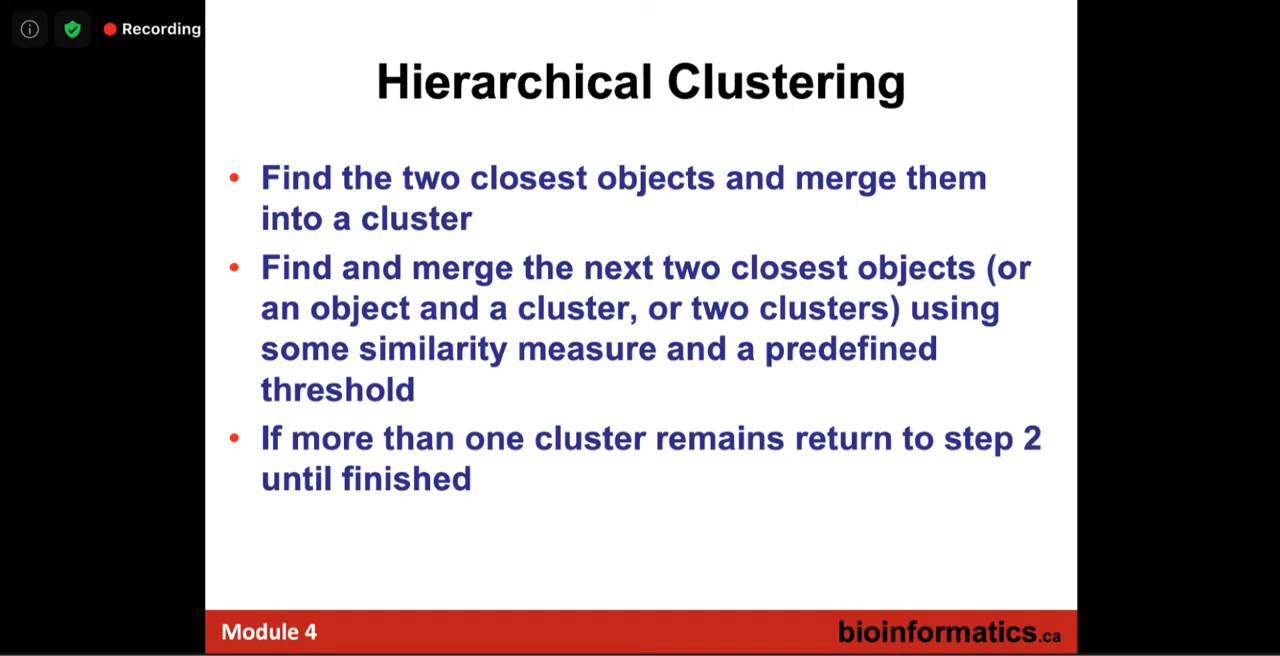 Recording
Hierarchical Clustering
• Find the two closest objects and merge them
into a cluster
• Find and merge the next two closest objects (or
an object and a cluster, or two clusters) using
some similarity measure and a predefined
threshold
• If more than one cluster remains return to step 2
until finished
Module 4
bioinformatics.ca